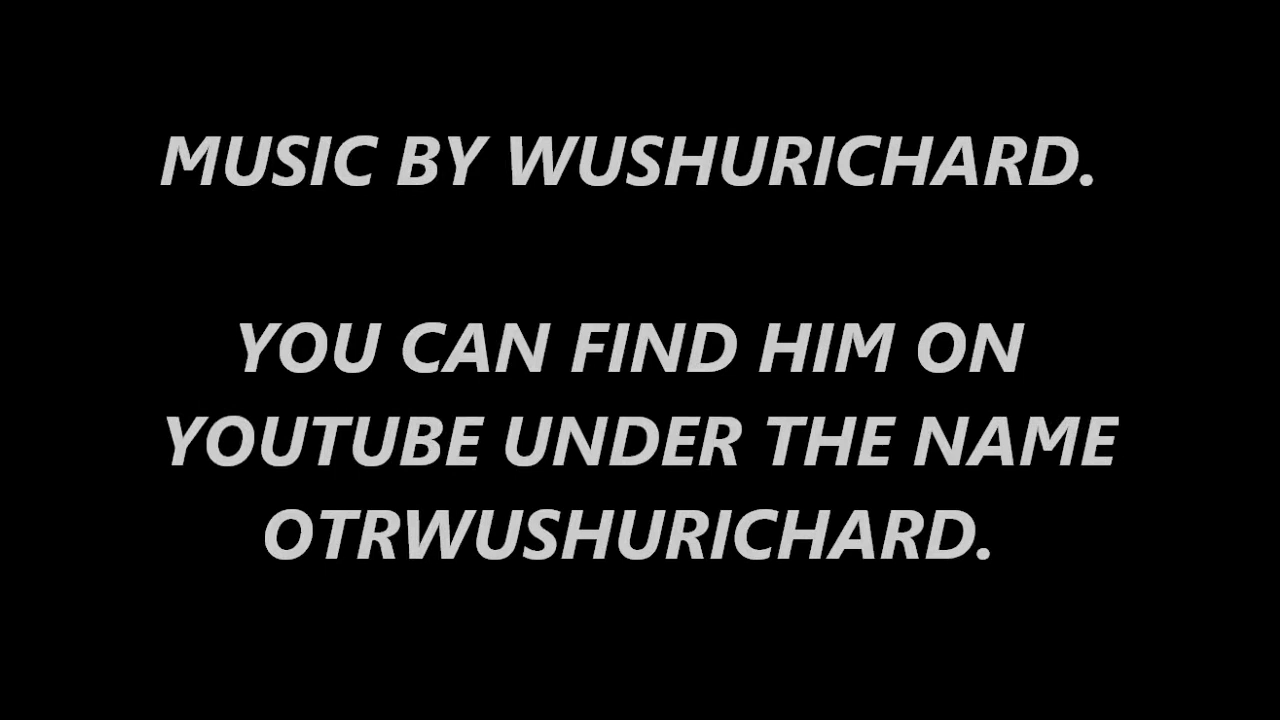 MUSIC BY WUSHURICHARD.
YOU CAN FIND HIM ON
YOUTUBE UNDER THE NAME
OTRWUSHURICHARD.